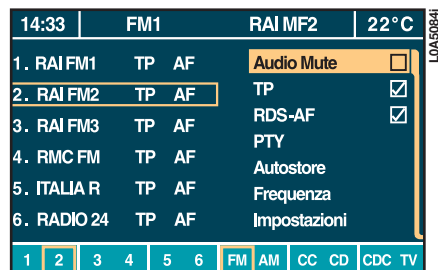 14:33 FM1 RAI MF2 22°C
1. RAI FM1 TP AF
2. RAI FM2 TP AF
3. RAI FM3 TP AF
4. RMC FM TP AF
5. ITALIA R TP AF
6. RADIO 24 TP AF
Audio Mute
TP
RDS-AF
PTY
Autostore
Frequenza
Impostazioni
1 2 3 4 5 6 FM AM CC CD CDC TV
L0A5084i